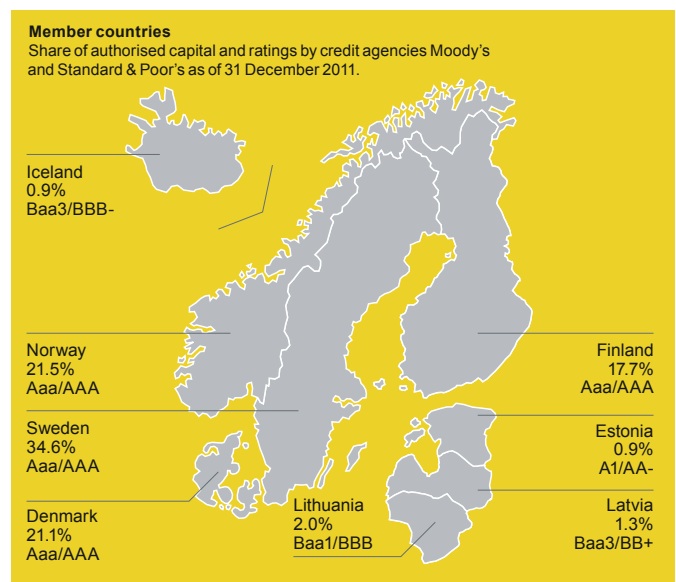 Member countries
Share of authorised capital and ratings by credit agencies Moody's
and Standard & Poor's as of 31 December 2011.
Iceland
0.9%
Baa3/BBB-
Norway
21.5%
Aaa/AAA
Sweden
34.6%
Aaa/AAA
Denmark
21.1%
Aaa/AAA
Lithuania
2.0%
Baa1/BBB
Finland
17.7%
Aaa/AAA
Estonia
0.9%
A1/AA-
Latvia
1.3%
Baa3/BB+